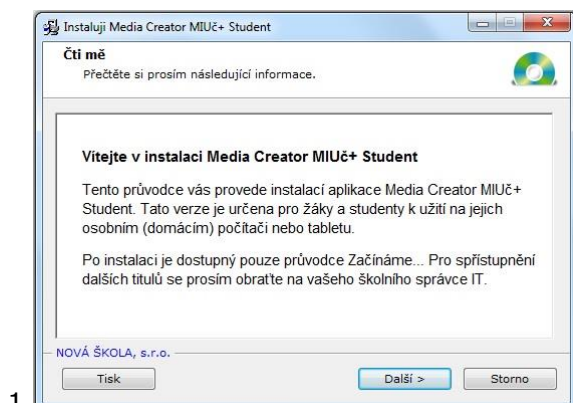 Instaluji Media Creator MIUč+ Student
Čti mě
Přečtěte si prosím následující informace.
Vítejte v instalaci Media Creator MIUč+ Student
Tento průvodce vás provede instalací aplikace Media Creator MIUč+
Student. Tato verze je určena pro žáky a studenty k užití na jejich
osobním (domácím) počítači nebo tabletu.
Po instalaci je dostupný pouze průvodce Začínáme... Pro spřístupnění
dalších titulů se prosím obraťte na vašeho školního správce IT.
NOVÁ ŠKOLA, s.r.o.
Tisk
Další >
Storno
1